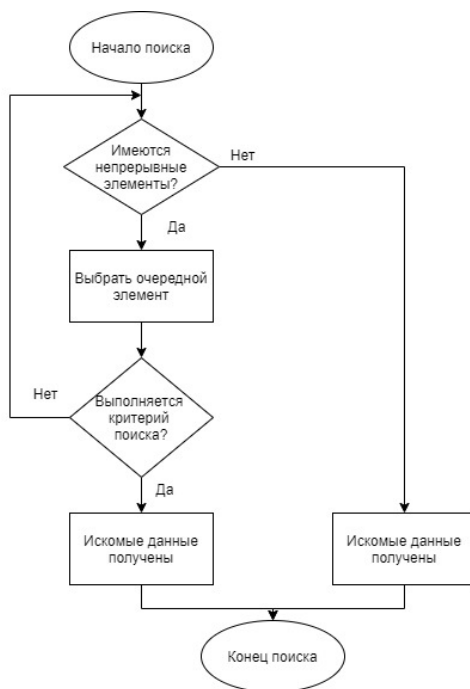 Начало поиска
Имеются
непрерывные
элементы?
Нет
Да
Выбрать очередной
элемент
Нет
Выполняется
критерий
поиска?
Да
Искомые данные
получены
Искомые данные
получены
Конец поиска